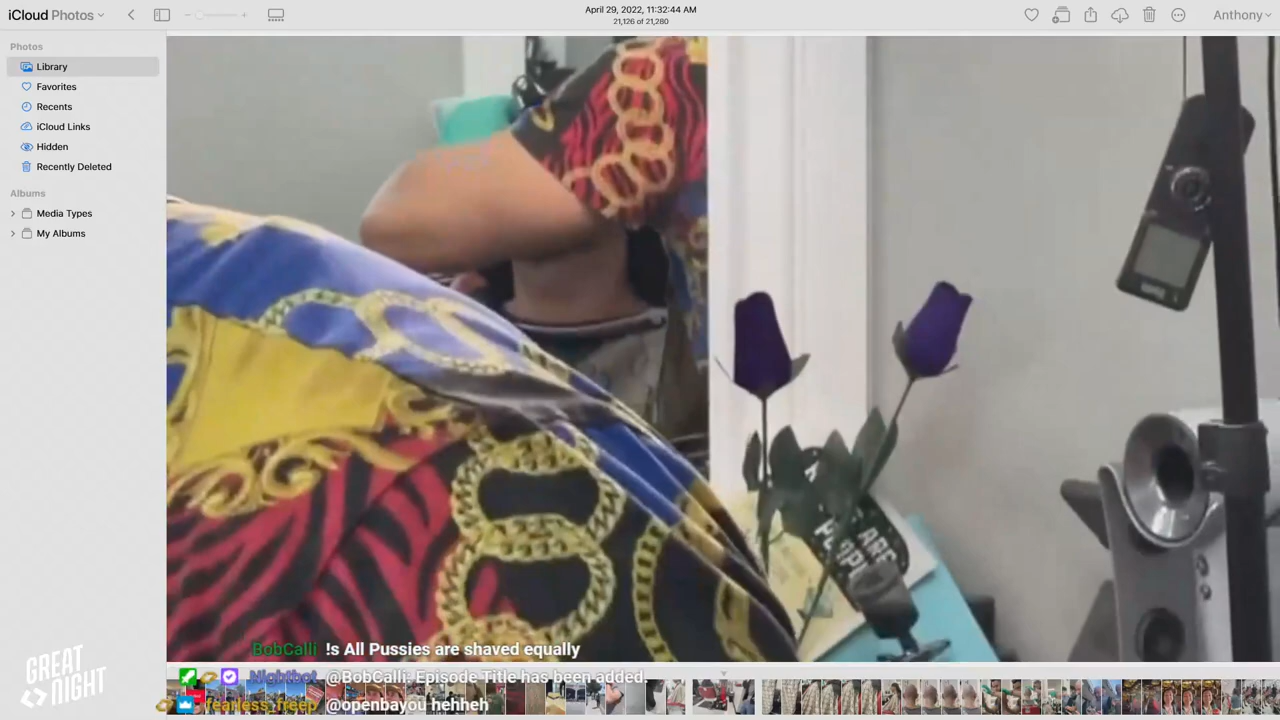 iCloud Photos
April 29, 2022, 11:32:44 AM
21,126 of 21,280
Anthony
Photos
Library
Favorites
Recents
iCloud Links
Hidden
Recently Deleted
Albums
Media Types
My Albums
ARE
BobCalli !s All Pussies are shaved equally
Nightbot @BobCalli: Episode Title has been added.
fearless_freep @openbayou hehheh
GREAT
NIGHT